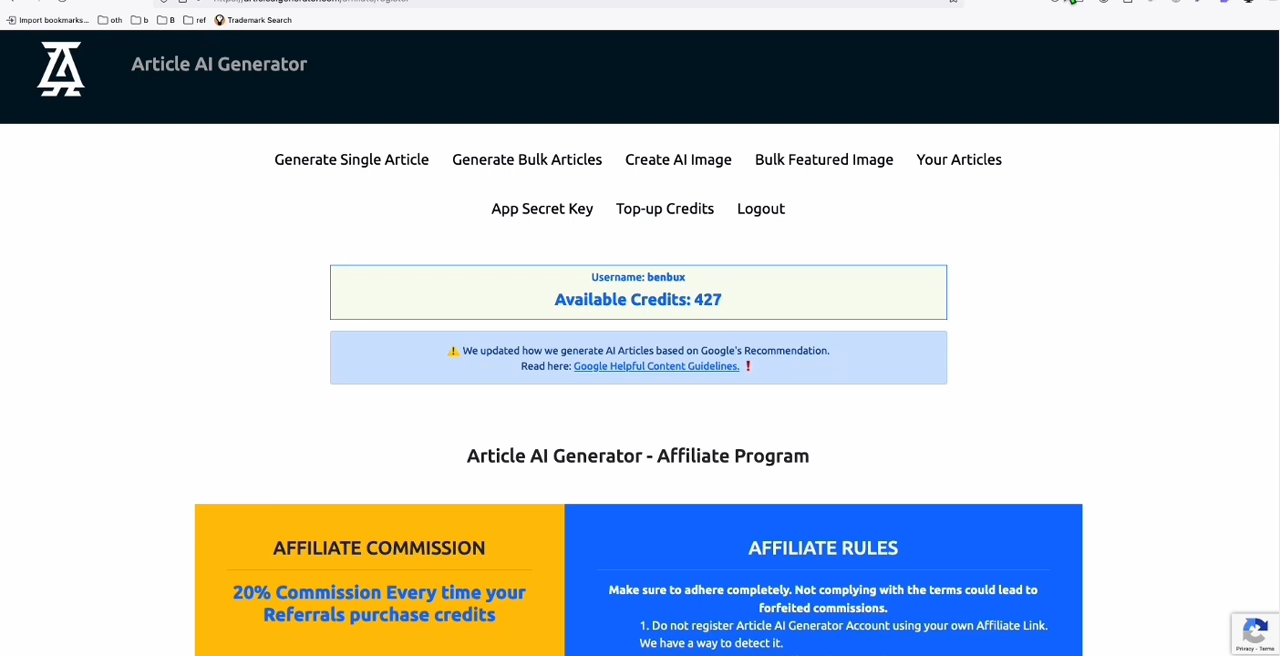 Import bookmarks... oth b B ref Trademark Search
Article AI Generator
Generate Single Article Generate Bulk Articles Create AI Image Bulk Featured Image Your Articles
App Secret Key Top-up Credits Logout
Username: benbux
Available Credits: 427
⚠️ We updated how we generate AI Articles based on Google's Recommendation.
Read here: Google Helpful Content Guidelines. ❗
Article AI Generator - Affiliate Program
AFFILIATE COMMISSION
20% Commission Every time your
Referrals purchase credits
AFFILIATE RULES
Make sure to adhere completely. Not complying with the terms could lead to
forfeited commissions.
1. Do not register Article AI Generator Account using your own Affiliate Link.
We have a way to detect it.
Privacy - Terms